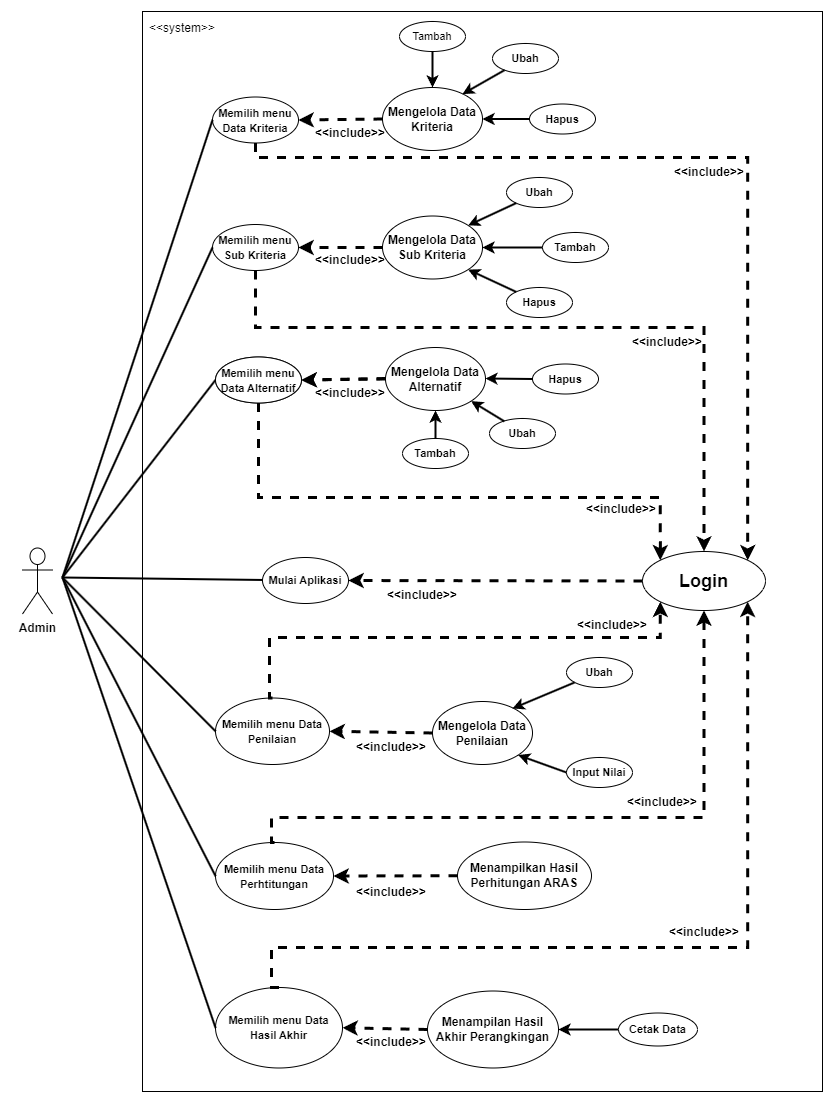 <<system>>
Tambah
Ubah
Mengelola Data
Kriteria
Hapus
Memilih menu
Data Kriteria
<<include>>
<<include>>
Ubah
Memilih menu
Sub Kriteria
<<include>>
Mengelola Data
Sub Kriteria
Tambah
Hapus
<<include>>
Memilih menu
Data Alternatif
<<include>>
Mengelola Data
Alternatif
Hapus
Ubah
Tambah
<<include>>
Admin
Mulai Aplikasi
<<include>>
Login
<<include>>
Ubah
Memilih menu Data
Penilaian
<<include>>
Mengelola Data
Penilaian
Input Nilai
<<include>>
Memilih menu Data
Perhtitungan
<<include>>
Menampilkan Hasil
Perhitungan ARAS
<<include>>
Memilih menu Data
Hasil Akhir
<<include>>
Menampilan Hasil
Akhir Perangkingan
Cetak Data